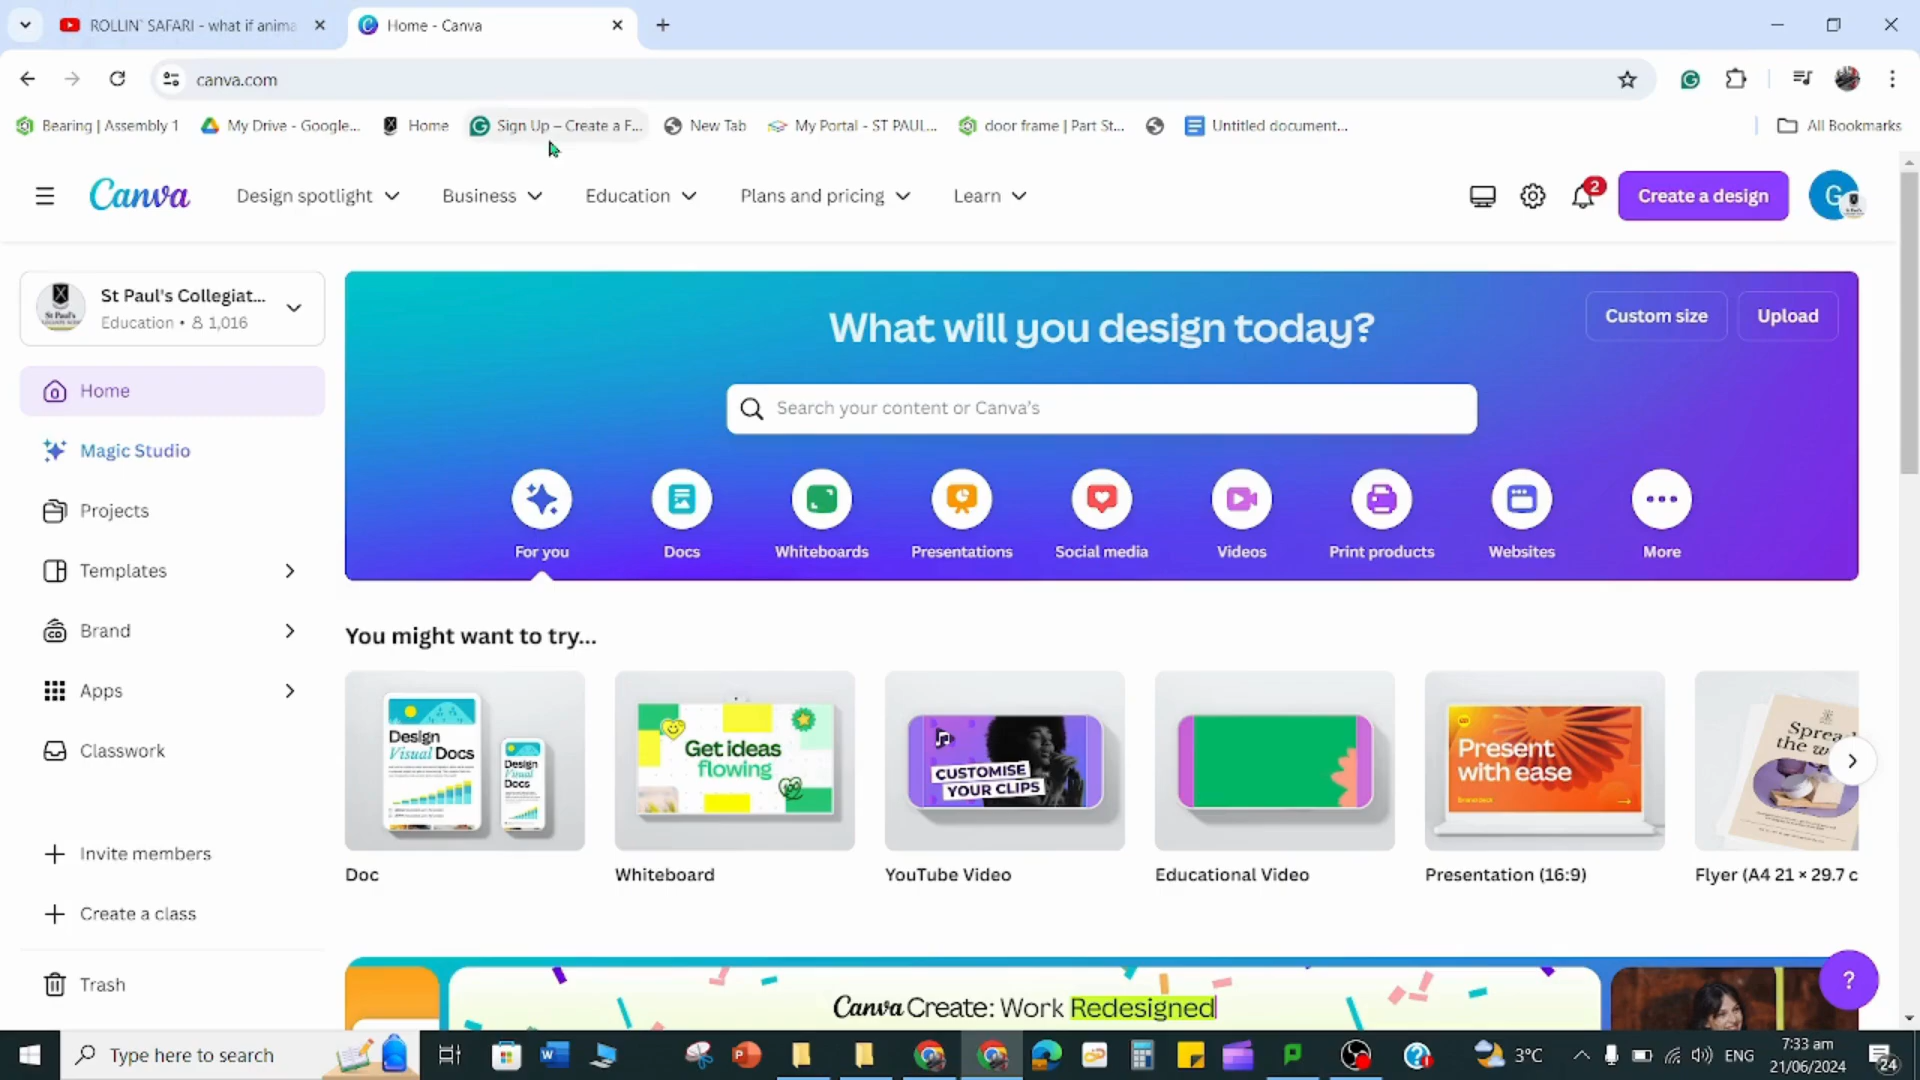 ROLLIN` SAFARI - what if anima
Home - Canva
canva.com
Bearing | Assembly 1
My Drive - Google...
Home
Sign Up – Create a F...
New Tab
My Portal - ST PAUL...
door frame | Part St...
Untitled document...
All Bookmarks
Canva
Design spotlight
Business
Education
Plans and pricing
Learn
2
Create a design
G
St Paul's Collegiat...
Education • 1,016
Home
Magic Studio
Projects
Templates
Brand
Apps
Classwork
Invite members
Create a class
Trash
What will you design today?
Custom size
Upload
Search your content or Canva's
For you
Docs
Whiteboards
Presentations
Social media
Videos
Print products
Websites
More
You might want to try...
Design
Visual Docs
Design
Visual
Docs
Get ideas
flowing
CUSTOMISE
YOUR CLIPS
Present
with ease
Spread
the w
Doc
Whiteboard
YouTube Video
Educational Video
Presentation (16:9)
Flyer (A4 21 × 29.7 c
Canva Create: Work Redesigned
?
Type here to search
3°C
ENG
7:33 am
21/06/2024
24